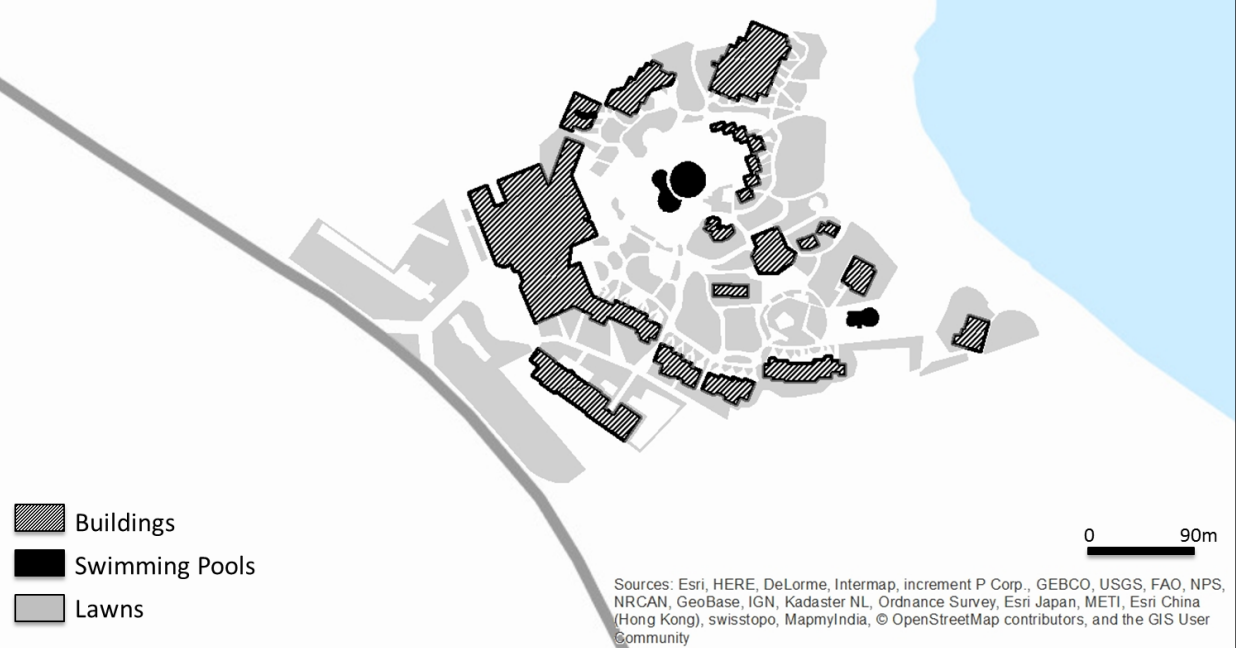 Buildings
Swimming Pools
Lawns
0 90m
Sources: Esri, HERE, DeLorme, Intermap, increment P Corp., GEBCO, USGS, FAO, NPS,
NRCAN, GeoBase, IGN, Kadaster NL, Ordnance Survey, Esri Japan, METI, Esri China
(Hong Kong), swisstopo, MapmyIndia, © OpenStreetMap contributors, and the GIS User
Community